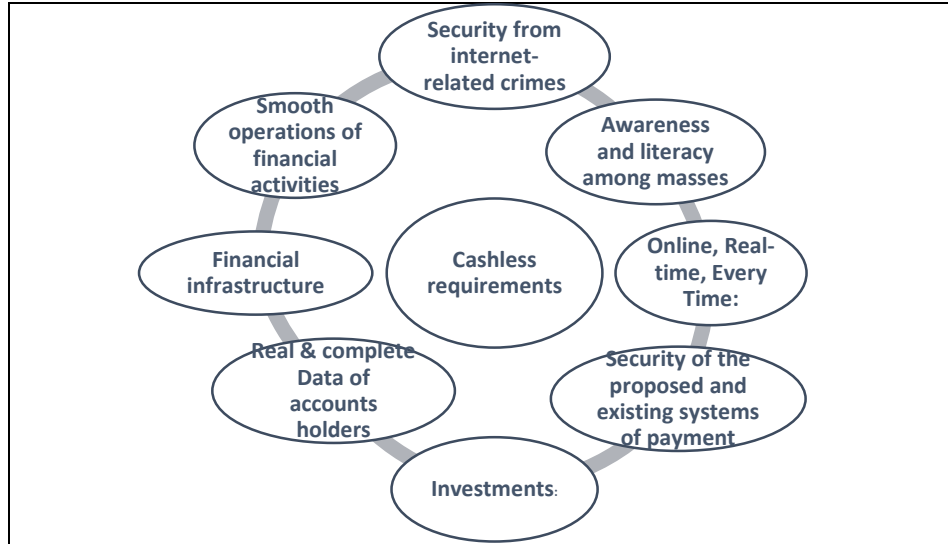 Security from
internet-
related crimes
Awareness
and literacy
among masses
Online, Real-
time, Every
Time:
Security of the
proposed and
existing systems
of payment
Investments:
Real & complete
Data of
accounts
holders
Financial
infrastructure
Smooth
operations of
financial
activities
Cashless
requirements